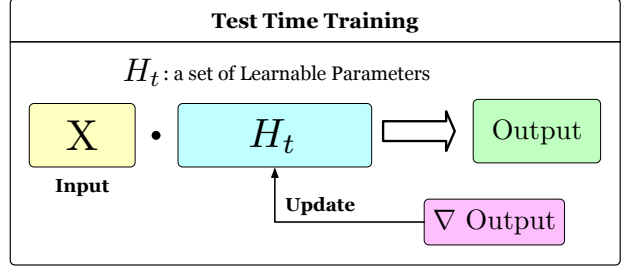 Test Time Training
H_t : a set of Learnable Parameters
X • H_t Output
Input
Update
∇ Output